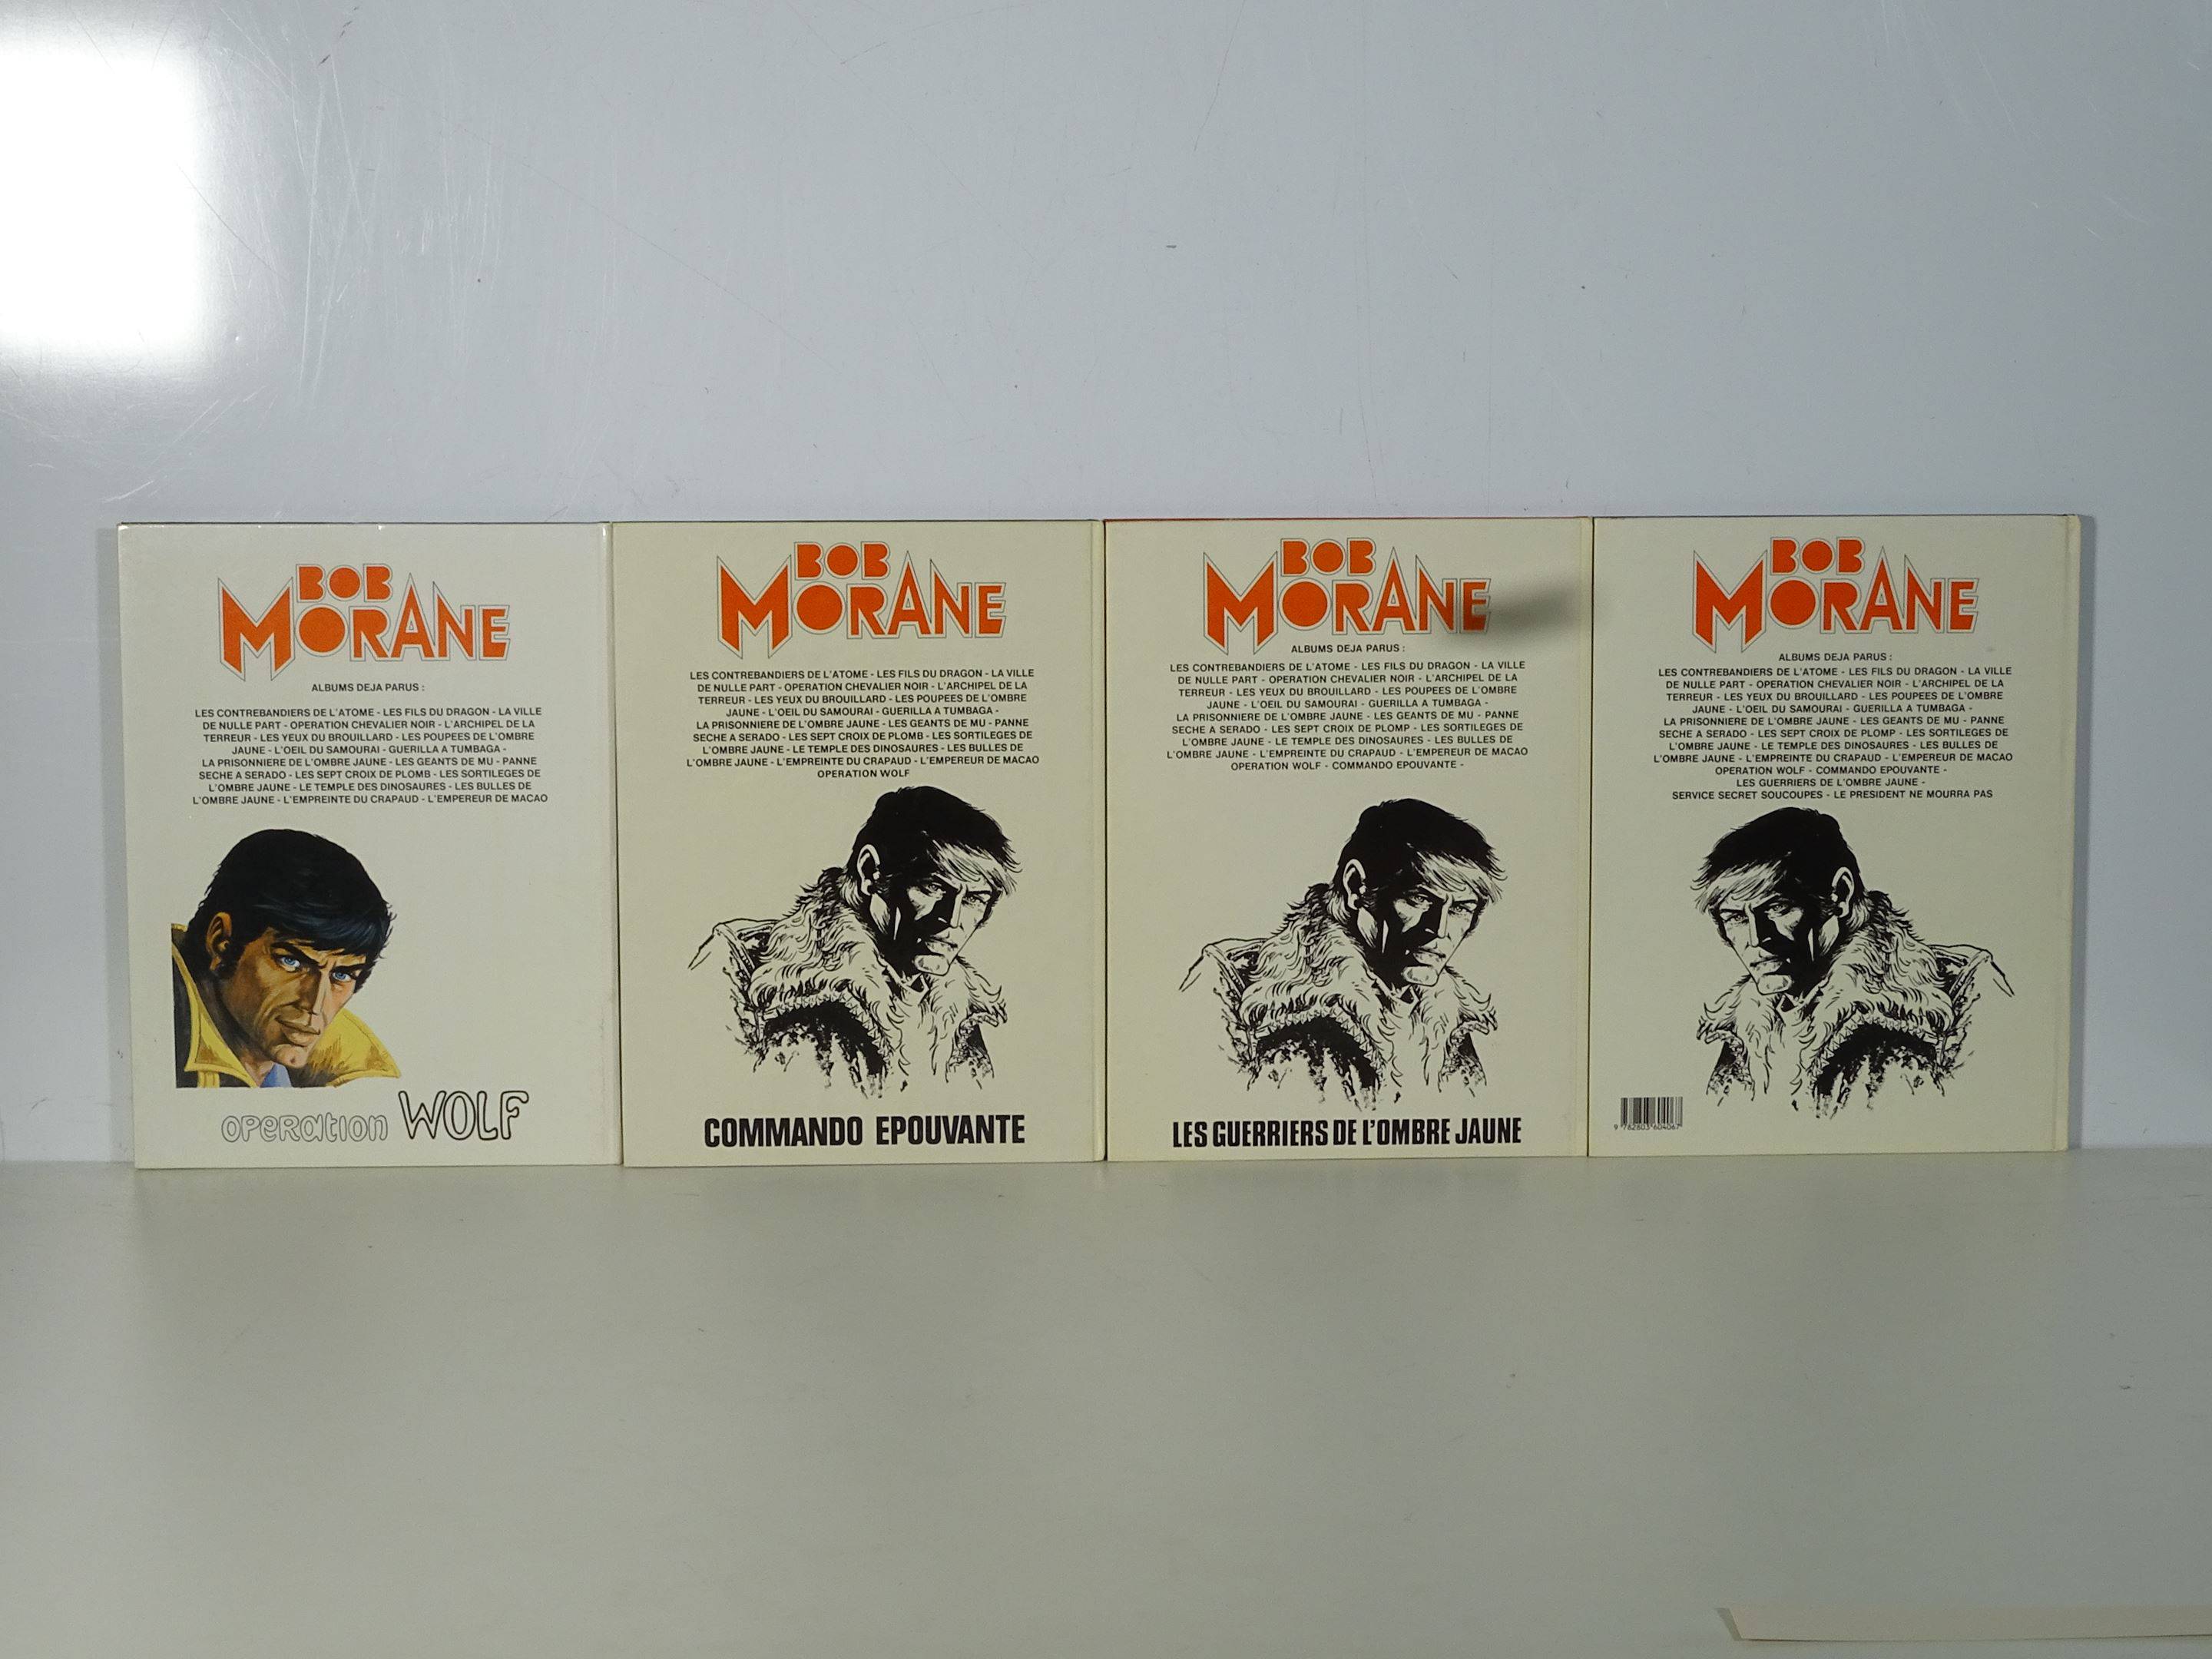 BOB
MORANE
ALBUMS DEJA PARUS :
LES CONTREBANDIERS DE L'ATOME - LES FILS DU DRAGON - LA VILLE
DE NULLE PART - OPERATION CHEVALIER NOIR - L'ARCHIPEL DE LA
TERREUR - LES YEUX DU BROUILLARD - LES POUPEES DE L'OMBRE
JAUNE - L'OEIL DU SAMOURAI - GUERILLA A TUMBAGA -
LA PRISONNIERE DE L'OMBRE JAUNE - LES GEANTS DE MU - PANNE
SECHE A SERADO - LES SEPT CROIX DE PLOMB - LES SORTILEGES DE
L'OMBRE JAUNE - LE TEMPLE DES DINOSAURES - LES BULLES DE
L'OMBRE JAUNE - L'EMPREINTE DU CRAPAUD - L'EMPEREUR DE MACAO
OPERATION WOLF
BOB
MORANE
LES CONTREBANDIERS DE L'ATOME - LES FILS DU DRAGON - LA VILLE
DE NULLE PART - OPERATION CHEVALIER NOIR - L'ARCHIPEL DE LA
TERREUR - LES YEUX DU BROUILLARD - LES POUPEES DE L'OMBRE
JAUNE - L'OEIL DU SAMOURAI - GUERILLA A TUMBAGA -
LA PRISONNIERE DE L'OMBRE JAUNE - LES GEANTS DE MU - PANNE
SECHE A SERADO - LES SEPT CROIX DE PLOMB - LES SORTILEGES DE
L'OMBRE JAUNE - LE TEMPLE DES DINOSAURES - LES BULLES DE
L'OMBRE JAUNE - L'EMPREINTE DU CRAPAUD - L'EMPEREUR DE MACAO
OPERATION WOLF
COMMANDO EPOUVANTE
BOB
MORANE
ALBUMS DEJA PARUS :
LES CONTREBANDIERS DE L'ATOME - LES FILS DU DRAGON - LA VILLE
DE NULLE PART - OPERATION CHEVALIER NOIR - L'ARCHIPEL DE LA
TERREUR - LES YEUX DU BROUILLARD - LES POUPEES DE L'OMBRE
JAUNE - L'OEIL DU SAMOURAI - GUERILLA A TUMBAGA -
LA PRISONNIERE DE L'OMBRE JAUNE - LES GEANTS DE MU - PANNE
SECHE A SERADO - LES SEPT CROIX DE PLOMP - LES SORTILEGES DE
L'OMBRE JAUNE - LE TEMPLE DES DINOSAURES - LES BULLES DE
L'OMBRE JAUNE - L'EMPREINTE DU CRAPAUD - L'EMPEREUR DE MACAO
OPERATION WOLF - COMMANDO EPOUVANTE -
LES GUERRIERS DE L'OMBRE JAUNE
BOB
MORANE
ALBUMS DEJA PARUS :
LES CONTREBANDIERS DE L'ATOME - LES FILS DU DRAGON - LA VILLE
DE NULLE PART - OPERATION CHEVALIER NOIR - L'ARCHIPEL DE LA
TERREUR - LES YEUX DU BROUILLARD - LES POUPEES DE L'OMBRE
JAUNE - L'OEIL DU SAMOURAI - GUERILLA A TUMBAGA -
LA PRISONNIERE DE L'OMBRE JAUNE - LES GEANTS DE MU - PANNE
SECHE A SERADO - LES SEPT CROIX DE PLOMP - LES SORTILEGES DE
L'OMBRE JAUNE - LE TEMPLE DES DINOSAURES - LES BULLES DE
L'OMBRE JAUNE - L'EMPREINTE DU CRAPAUD - L'EMPEREUR DE MACAO
OPERATION WOLF - COMMANDO EPOUVANTE -
LES GUERRIERS DE L'OMBRE JAUNE -
SERVICE SECRET SOUCOUPES - LE PRESIDENT NE MOURRA PAS
9 782803 604067